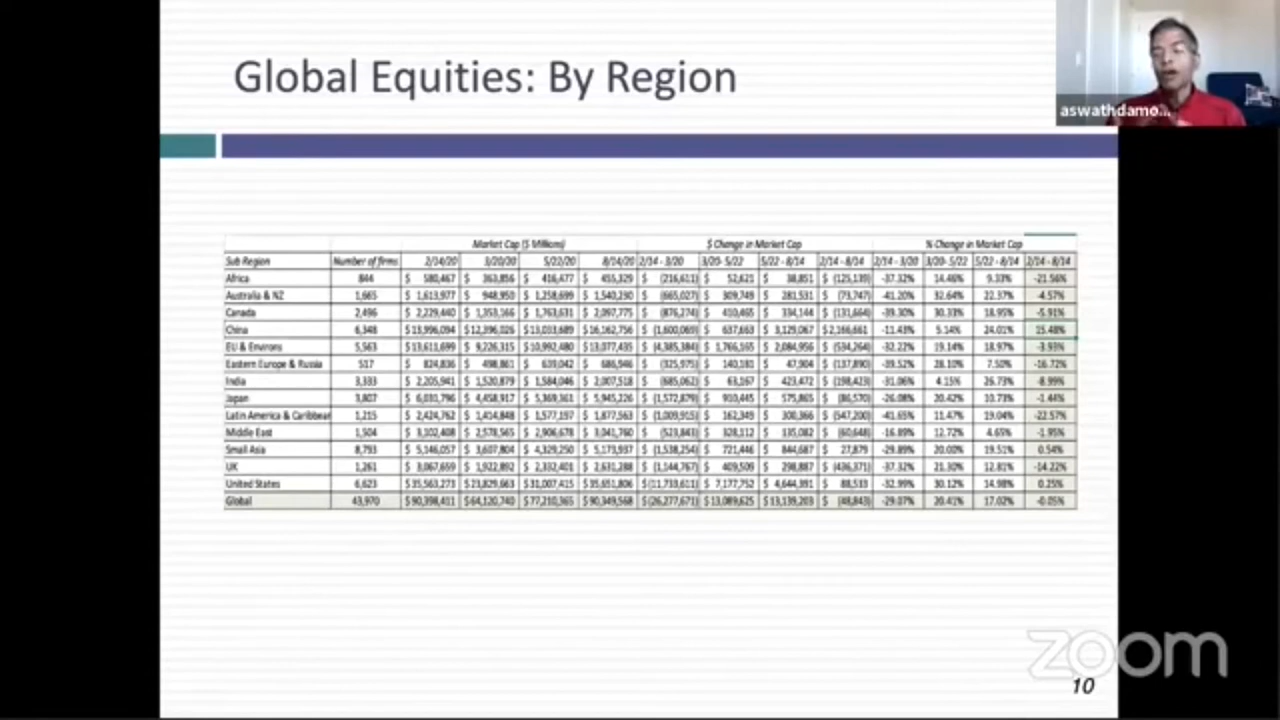 Global Equities: By Region
aswathdamo...
Market Cap ($ Millions) $ Change in Market Cap % Change in Market Cap
Sub Region Number of firms 2/14/20 3/20/20 5/22/20 8/14/20 2/14 - 3/20 3/20- 5/22 5/22 - 8/14 2/14 - 8/14 2/14 - 3/20 3/20- 5/22 5/22 - 8/14 2/14 - 8/14
Africa 844 $ 580,467 $ 363,856 $ 416,477 $ 455,329 $ (216,611) $ 52,621 $ 38,851 $ (125,139) -37.32% 14.46% 9.33% -21.56%
Australia & NZ 1,665 $ 1,613,977 $ 948,950 $ 1,258,699 $ 1,540,230 $ (665,027) $ 309,749 $ 281,531 $ (73,747) -41.20% 32.64% 22.37% -4.57%
Canada 2,496 $ 2,229,440 $ 1,353,166 $ 1,763,631 $ 2,097,775 $ (876,274) $ 410,465 $ 334,144 $ (131,664) -39.30% 30.33% 18.95% -5.91%
China 6,348 $13,996,094 $12,396,026 $13,033,689 $16,162,756 $ (1,600,069) $ 637,663 $ 3,129,067 $2,166,661 -11.43% 5.14% 24.01% 15.48%
EU & Environs 5,563 $13,611,699 $ 9,226,315 $10,992,480 $13,077,435 $ (4,385,384) $ 1,766,165 $ 2,084,956 $ (534,264) -32.22% 19.14% 18.97% -3.93%
Eastern Europe & Russia 517 $ 824,836 $ 498,861 $ 639,042 $ 686,946 $ (325,975) $ 140,181 $ 47,904 $ (137,890) -39.52% 28.10% 7.50% -16.72%
India 3,333 $ 2,205,941 $ 1,520,879 $ 1,584,046 $ 2,007,518 $ (685,062) $ 63,167 $ 423,472 $ (198,423) -31.06% 4.15% 26.73% -8.99%
Japan 3,807 $ 6,031,796 $ 4,458,917 $ 5,369,361 $ 5,945,226 $ (1,572,879) $ 910,445 $ 575,865 $ (86,570) -26.08% 20.42% 10.73% -1.44%
Latin America & Caribbean 1,215 $ 2,424,762 $ 1,414,848 $ 1,577,197 $ 1,877,563 $ (1,009,915) $ 162,349 $ 300,366 $ (547,200) -41.65% 11.47% 19.04% -22.57%
Middle East 1,504 $ 3,102,408 $ 2,578,565 $ 2,906,678 $ 3,041,760 $ (523,843) $ 328,112 $ 135,082 $ (60,648) -16.89% 12.72% 4.65% -1.95%
Small Asia 8,793 $ 5,146,057 $ 3,607,804 $ 4,329,250 $ 5,173,937 $ (1,538,254) $ 721,446 $ 844,687 $ 27,879 -29.89% 20.00% 19.51% 0.54%
UK 1,261 $ 3,067,659 $ 1,922,892 $ 2,332,401 $ 2,631,288 $ (1,144,767) $ 409,509 $ 298,887 $ (436,371) -37.32% 21.30% 12.81% -14.22%
United States 6,623 $35,563,273 $23,829,663 $31,007,415 $35,651,806 $(11,733,611) $ 7,177,752 $ 4,644,391 $ 88,533 -32.99% 30.12% 14.98% 0.25%
Global 43,970 $90,398,411 $64,120,740 $77,210,365 $90,349,568 $(26,277,671) $13,089,625 $13,139,203 $ (48,843) -29.07% 20.41% 17.02% -0.05%
zoom
10